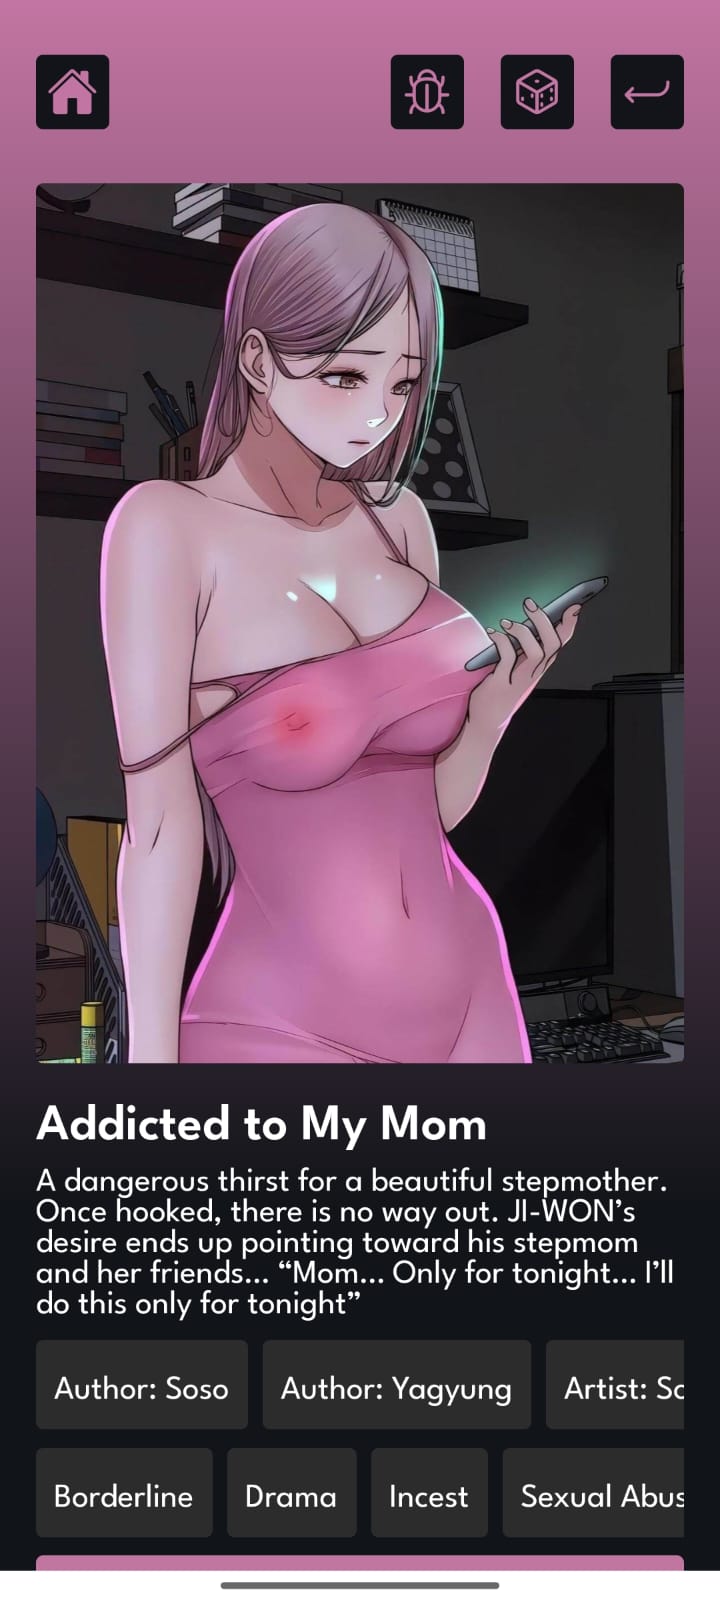 Addicted to My Mom
A dangerous thirst for a beautiful stepmother.
Once hooked, there is no way out. JI-WON’s
desire ends up pointing toward his stepmom
and her friends... “Mom... Only for tonight... I’ll
do this only for tonight”
Author: Soso
Author: Yagyung
Artist: So
Borderline
Drama
Incest
Sexual Abus